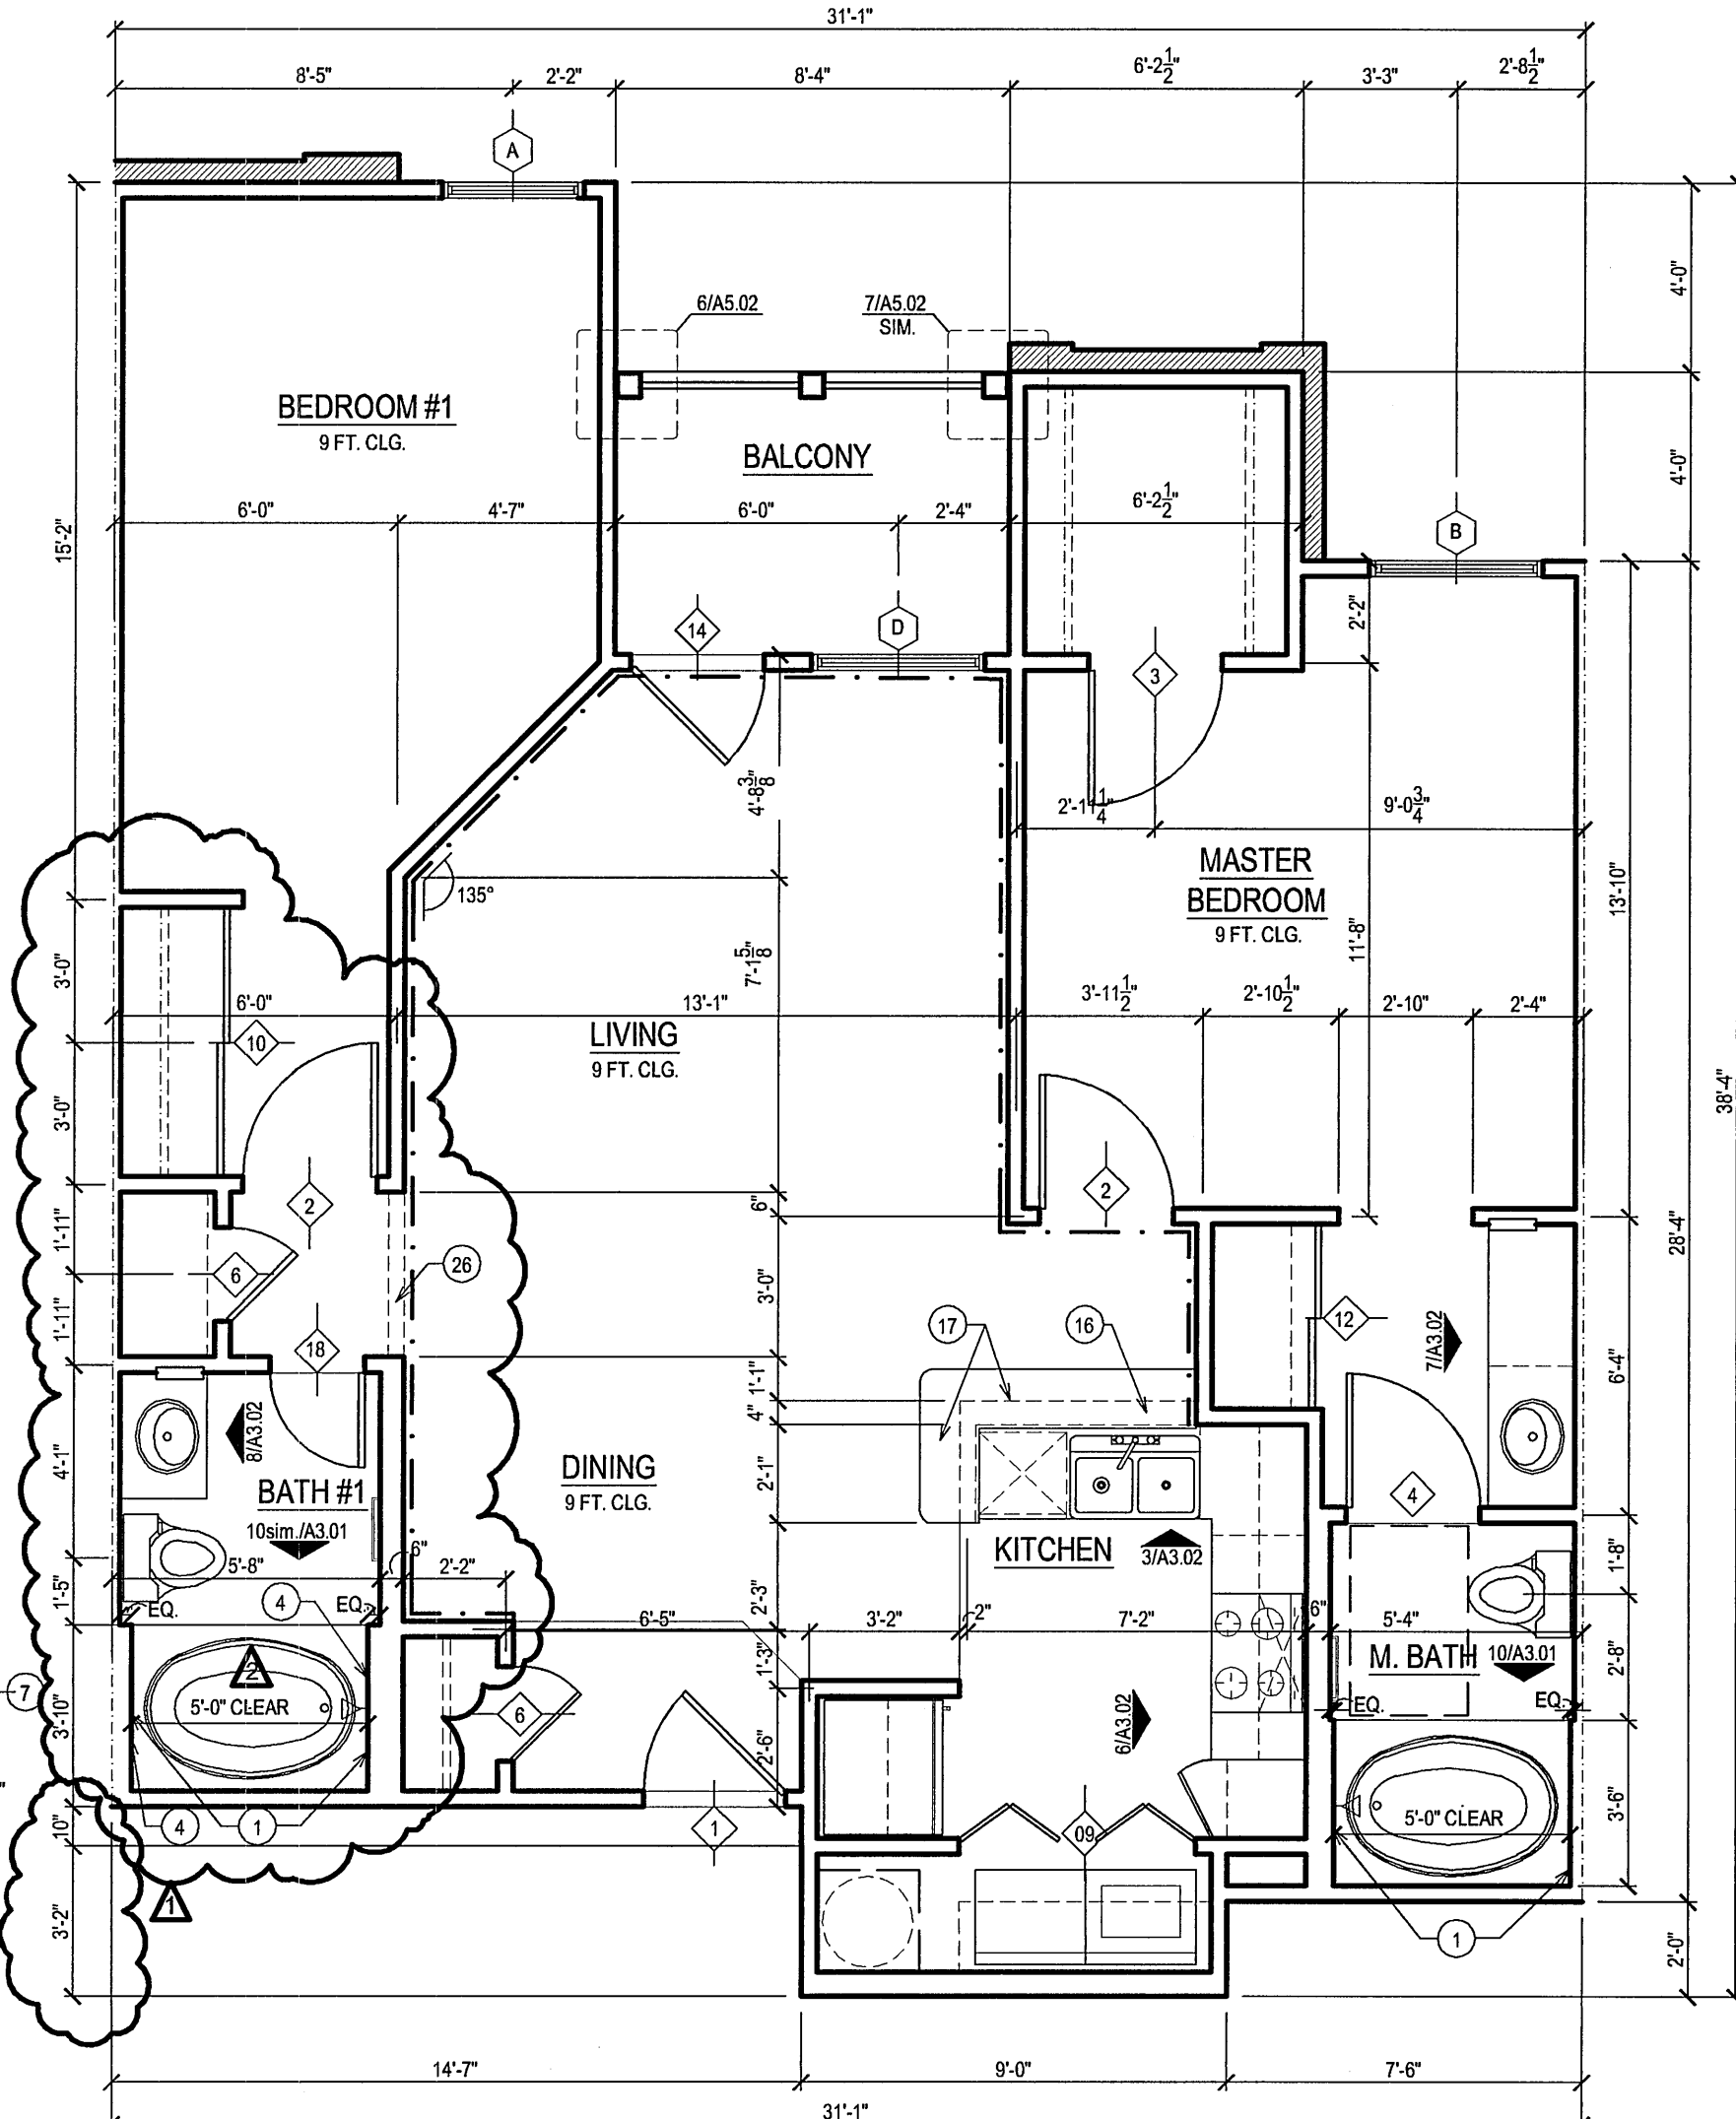 31'-1"
8'-5" 2'-2" 8'-4" 6'-2 1/2" 3'-3" 2'-8 1/2"
A
4'-0"
6/A5.02 7/A5.02
SIM.
BEDROOM #1
9 FT. CLG.
BALCONY
4'-0"
6'-0" 4'-7" 6'-0" 2'-4" 6'-2 1/2"
B
15'-2"
2'-2"
14
D
3
4'-8 3/8"
9'-0 3/4"
135°
MASTER
BEDROOM
9 FT. CLG.
13'-10"
11'-8"
7'-1 5/8"
3'-0"
6'-0" 13'-1" 3'-11 1/2" 2'-10 1/2" 2'-10" 2'-4"
10
LIVING
9 FT. CLG.
3'-0"
38'-4"
2
2
6"
28'-4"
1'-11"
6
26
3'-0"
1'-11"
18
17
16
12
7/A3.02
6'-4"
1'-1"
4"
8/A3.02
4'-1"
DINING
9 FT. CLG.
2'-1"
BATH #1
10sim./A3.01
4
KITCHEN
3/A3.02
5'-8" 6" 2'-2"
1'-8"
1'-5"
EQ.
4
EQ.
2'-3"
6'-5" 3'-2" 2" 7'-2" 6" 5'-4"
1'-3"
M. BATH
10/A3.01
2'-8"
7
2
5'-0" CLEAR
3'-10"
6
6/A3.02
EQ.
EQ.
2'-6"
5'-0" CLEAR
3'-6"
10"
4
1
1
09
1
3'-2"
1
2'-0"
14'-7" 9'-0" 7'-6"
31'-1"